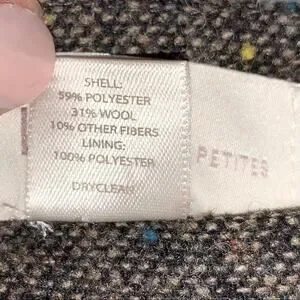 SHELL:
59% POLYESTER
31% WOOL
10% OTHER FIBERS
LINING:
100% POLYESTER
DRYCLEAN
PETITES